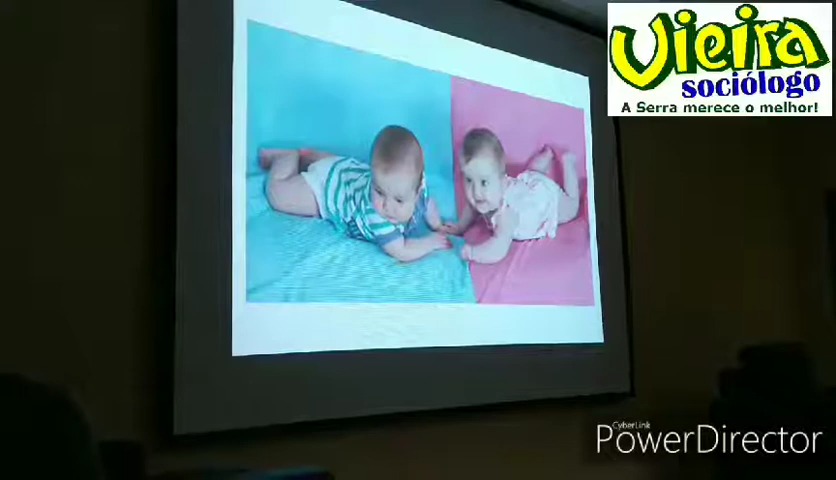 Vieira
sociólogo
A Serra merece o melhor!
CyberLink
PowerDirector